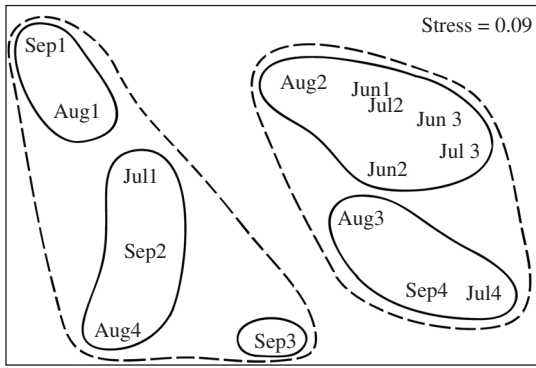 Stress = 0.09
Sep1
Aug1
Jul1
Sep2
Aug4
Sep3
Aug2
Jun1
Jul2
Jun 3
Jul 3
Jun2
Aug3
Sep4
Jul4